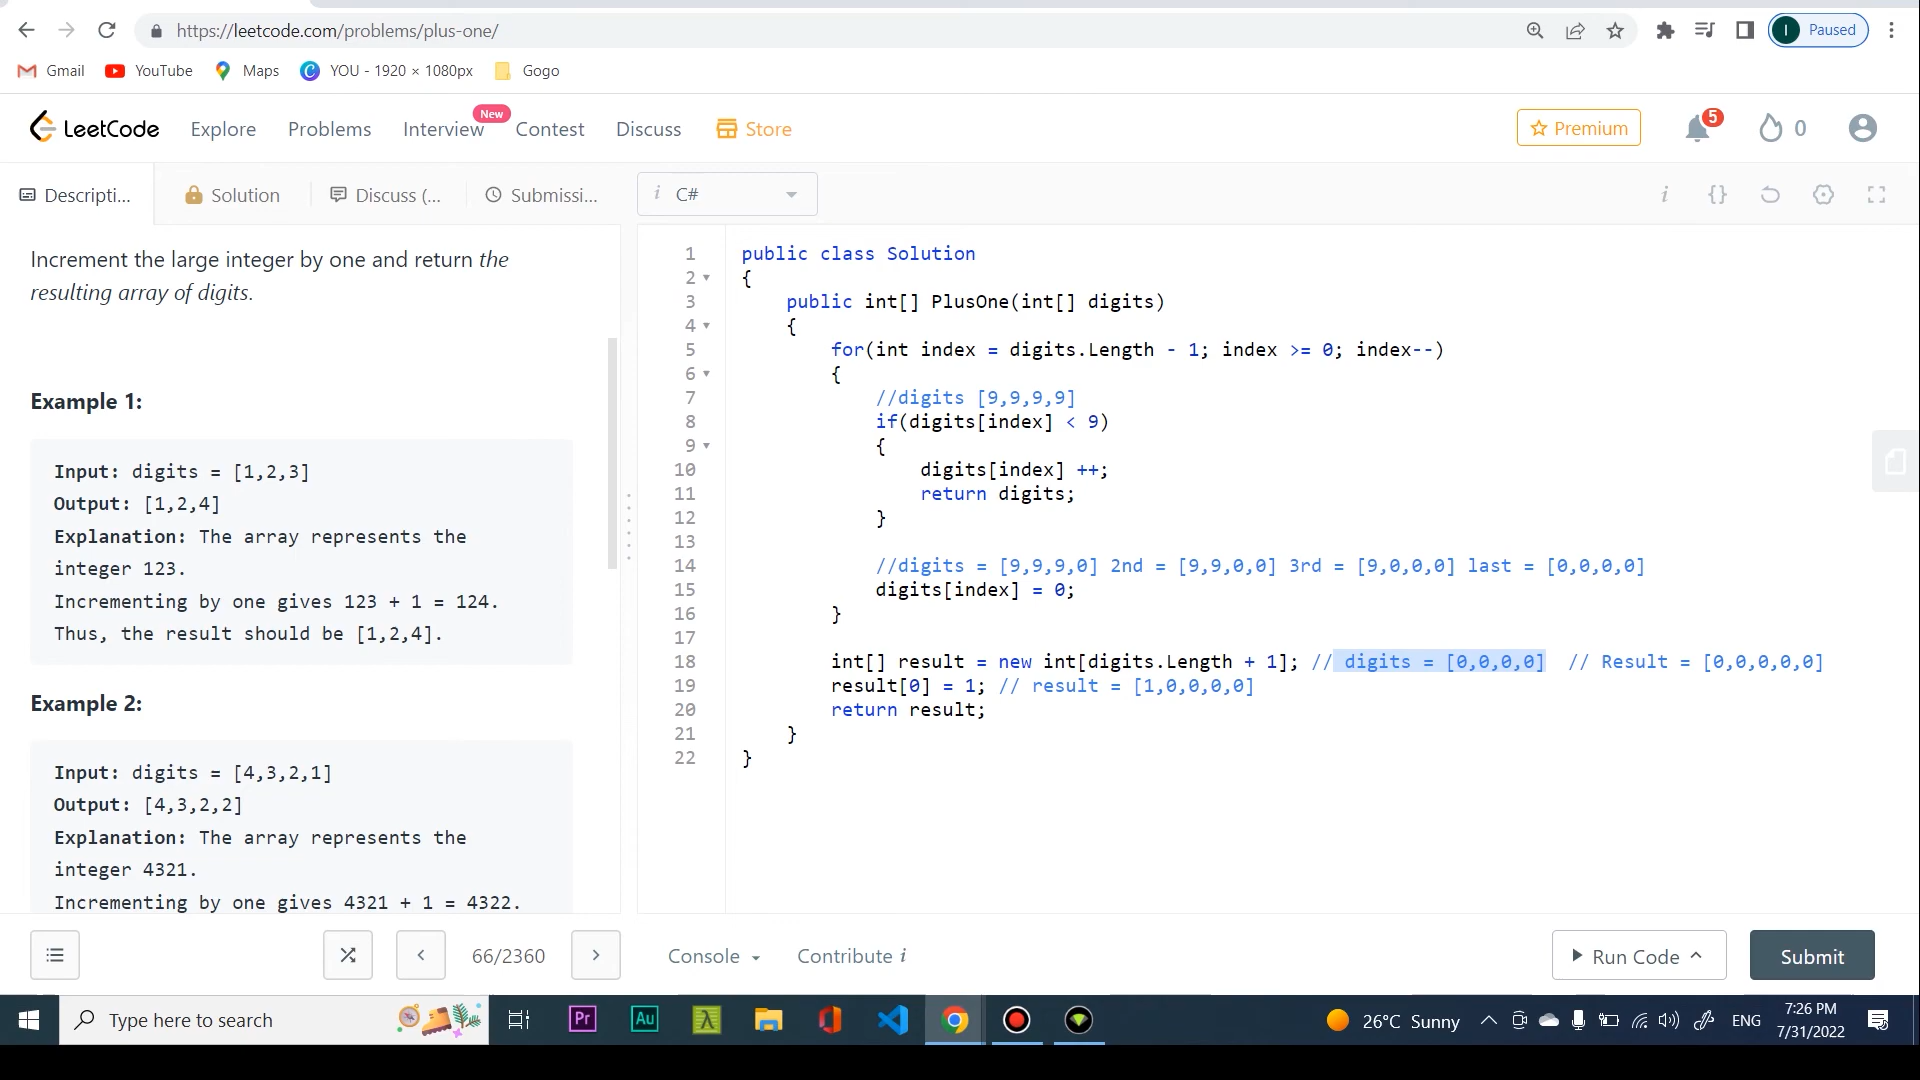 https://leetcode.com/problems/plus-one/
I
Paused
Gmail YouTube Maps YOU - 1920 × 1080px Gogo
LeetCode Explore Problems Interview New Contest Discuss Store Premium 5 0
Descripti... Solution Discuss (... Submissi...
i C#
i {}
Increment the large integer by one and return the
resulting array of digits.
Example 1:
Input: digits = [1,2,3]
Output: [1,2,4]
Explanation: The array represents the
integer 123.
Incrementing by one gives 123 + 1 = 124.
Thus, the result should be [1,2,4].
Example 2:
Input: digits = [4,3,2,1]
Output: [4,3,2,2]
Explanation: The array represents the
integer 4321.
Incrementing by one gives 4321 + 1 = 4322.
1 public class Solution
2 {
3 public int[] PlusOne(int[] digits)
4 {
5 for(int index = digits.Length - 1; index >= 0; index--)
6 {
7 //digits [9,9,9,9]
8 if(digits[index] < 9)
9 {
10 digits[index] ++;
11 return digits;
12 }
13
14 //digits = [9,9,9,0] 2nd = [9,9,0,0] 3rd = [9,0,0,0] last = [0,0,0,0]
15 digits[index] = 0;
16 }
17
18 int[] result = new int[digits.Length + 1]; // digits = [0,0,0,0] // Result = [0,0,0,0,0]
19 result[0] = 1; // result = [1,0,0,0,0]
20 return result;
21 }
22 }
66/2360
Console Contribute i
Run Code Submit
Type here to search
Pr Au
26°C Sunny
ENG
7:26 PM
7/31/2022